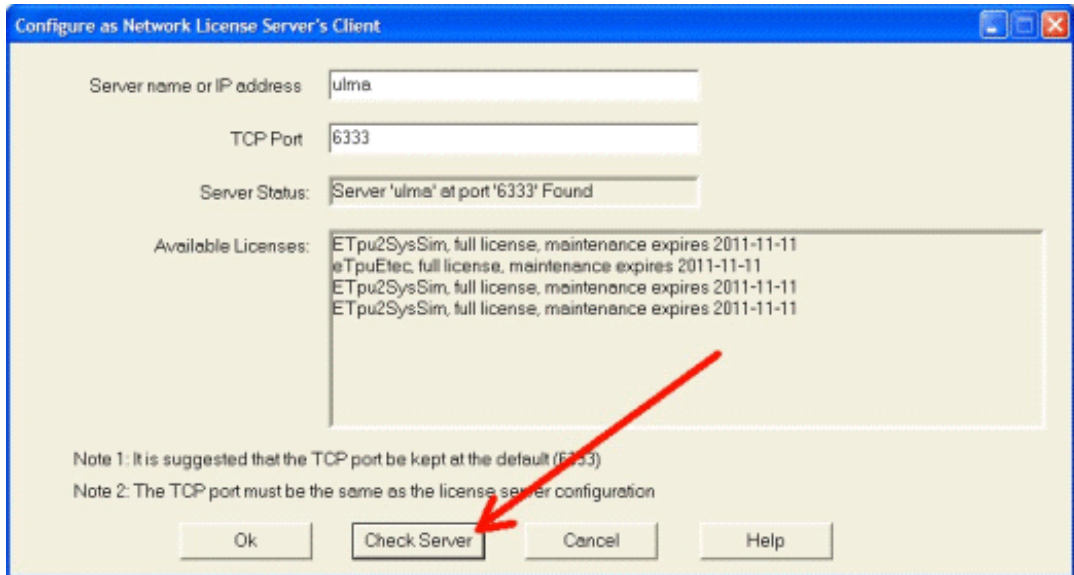 Configure as Network License Server's Client
Server name or IP address
ulma
TCP Port
6333
Server Status:
Server 'ulma' at port '6333' Found
Available Licenses:
ETpu2SysSim, full license, maintenance expires 2011-11-11
eTpuEtec, full license, maintenance expires 2011-11-11
ETpu2SysSim, full license, maintenance expires 2011-11-11
ETpu2SysSim, full license, maintenance expires 2011-11-11
Note 1: It is suggested that the TCP port be kept at the default (6333)
Note 2: The TCP port must be the same as the license server configuration
Ok
Check Server
Cancel
Help